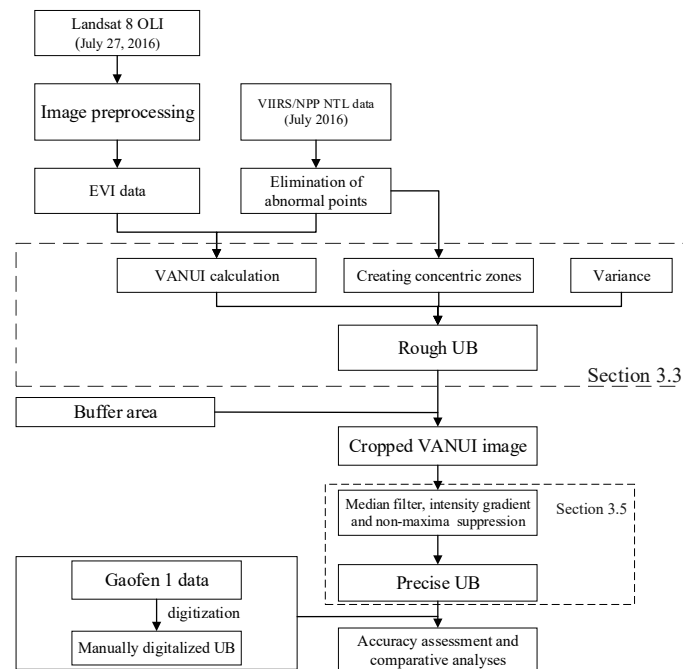 Landsat 8 OLI
(July 27, 2016)
Image preprocessing
VIIRS/NPP NTL data
(July 2016)
EVI data
Elimination of
abnormal points
VANUI calculation
Creating concentric zones
Variance
Rough UB
Section 3.3
Buffer area
Cropped VANUI image
Median filter, intensity gradient
and non-maxima suppression
Section 3.5
Precise UB
Gaofen 1 data
digitization
Manually digitalized UB
Accuracy assessment and
comparative analyses